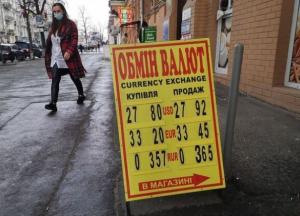 ОБМІН ВАЛЮТ
CURRENCY EXCHANGE
КУПІВЛЯ ПРОДАЖ
27 80 USD 27 92
33 20 EUR 33 45
0 357 RUR 0 365
В МАГАЗИНІ